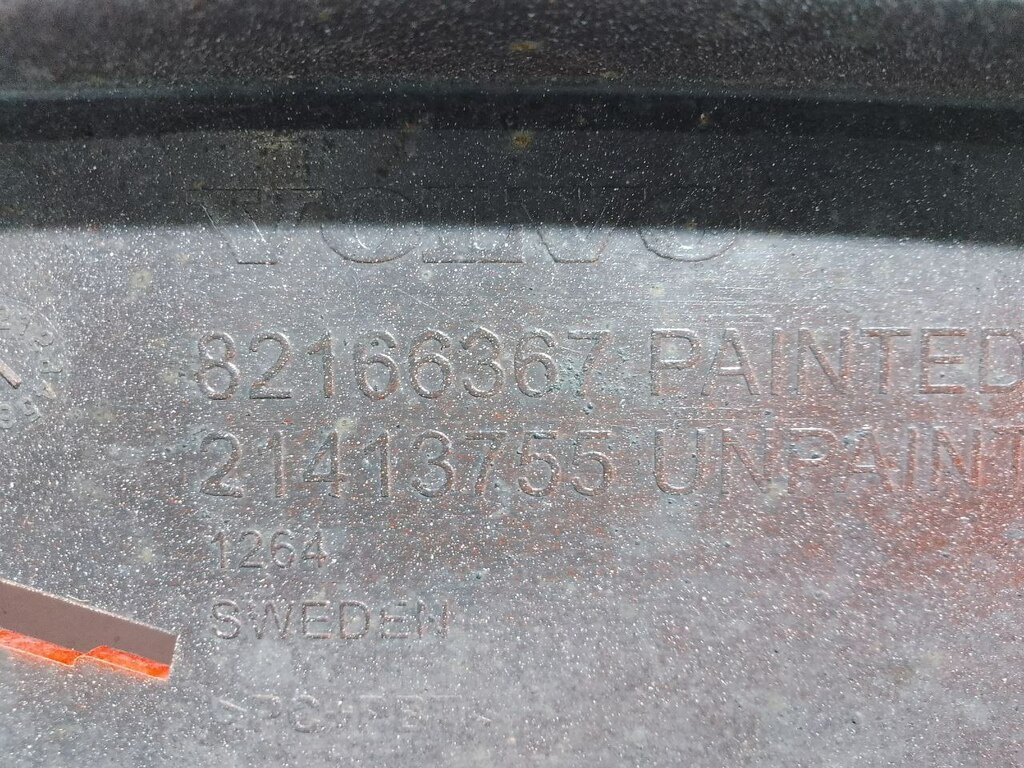 VOLVO
82166367 PAINTED
21413755 UNPAINT
1264
SWEDEN